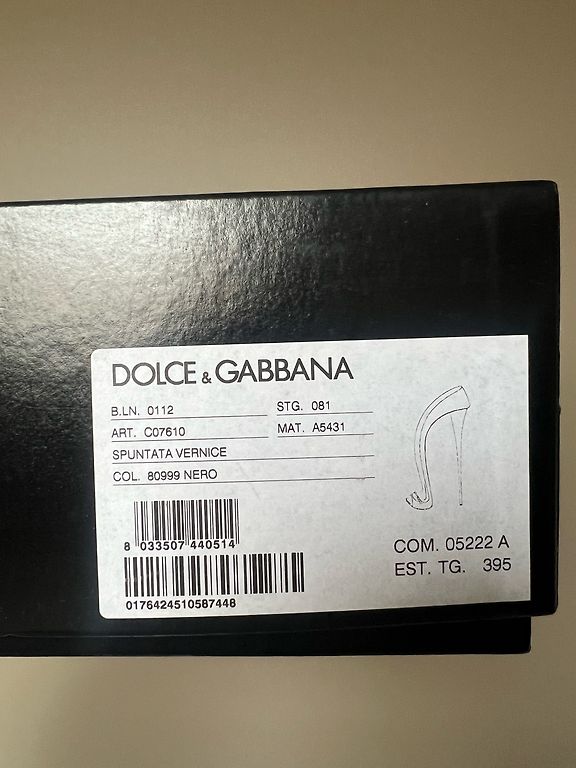 DOLCE & GABBANA
B.LN. 0112 STG. 081
ART. C07610 MAT. A5431
SPUNTATA VERNICE
COL. 80999 NERO
8 033507 440514
0176424510587448
COM. 05222 A
EST. TG. 395